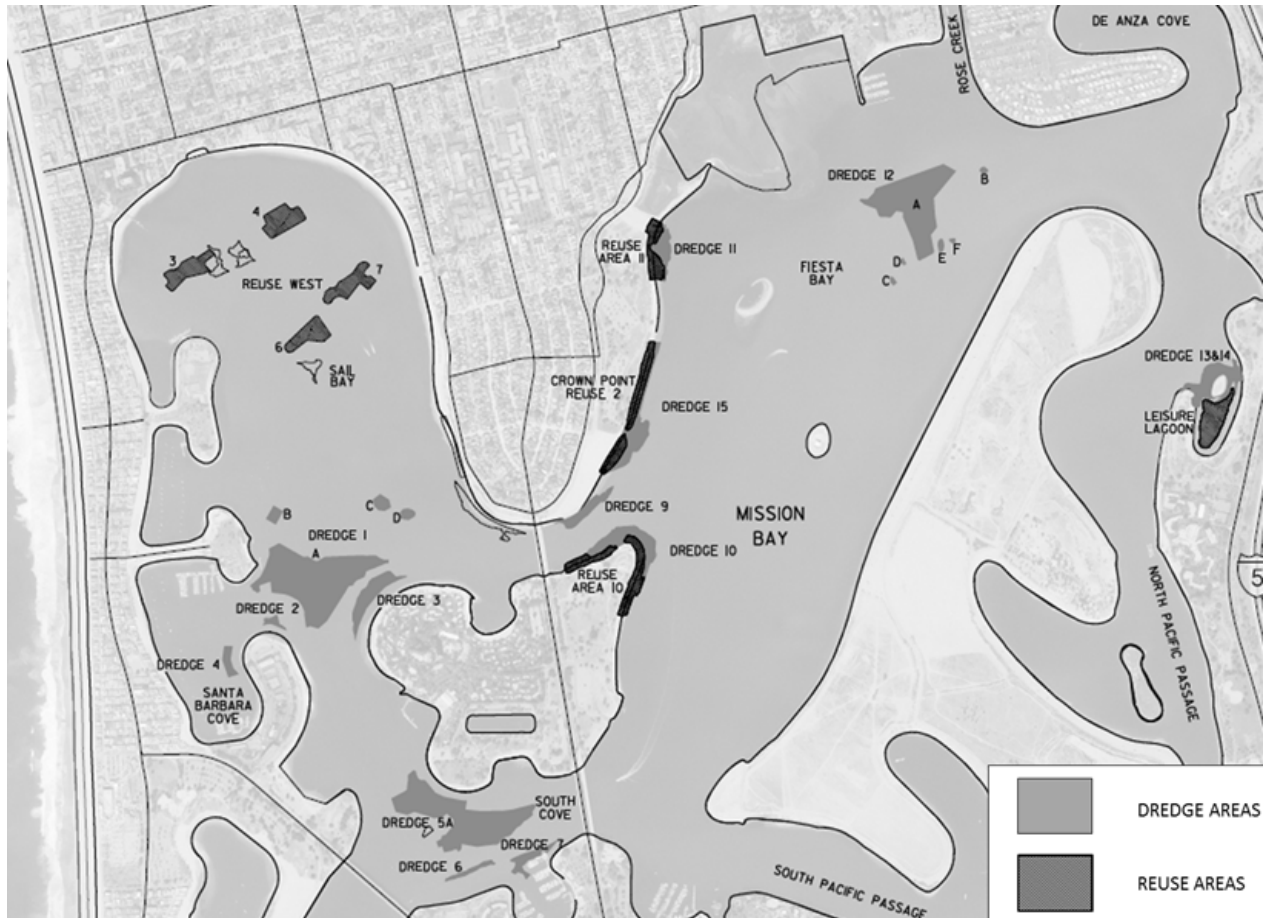 DE ANZA COVE
ROSE CREEK
DREDGE 12
B
A
4
REUSE
AREA 11
DREDGE 11
3
7
REUSE WEST
FIESTA
BAY
D
E
F
C
6
SAIL
BAY
DREDGE 13&14
CROWN POINT
REUSE 2
DREDGE 15
LEISURE
LAGOON
B
C
D
DREDGE 9
MISSION
BAY
DREDGE 1
A
DREDGE 10
REUSE
AREA 10
5
DREDGE 2
DREDGE 3
NORTH PACIFIC PASSAGE
DREDGE 4
SANTA
BARBARA
COVE
SOUTH
COVE
DREDGE 5A
DREDGE 6
DREDGE 7
SOUTH PACIFIC PASSAGE
DREDGE AREAS
REUSE AREAS